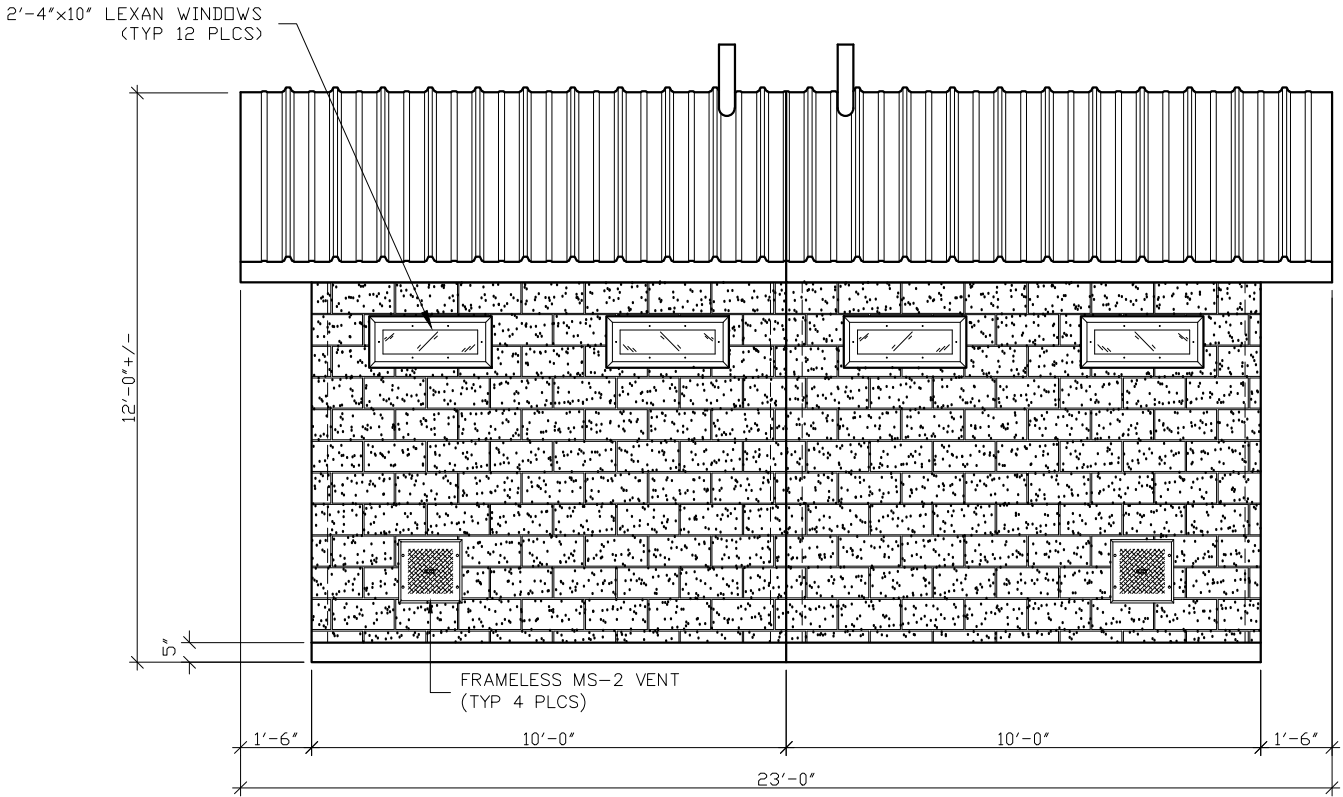 2'-4"x10" LEXAN WINDOWS
(TYP 12 PLCS)
12'-0"+/-
5"
FRAMELESS MS-2 VENT
(TYP 4 PLCS)
1'-6"
10'-0"
10'-0"
1'-6"
23'-0"